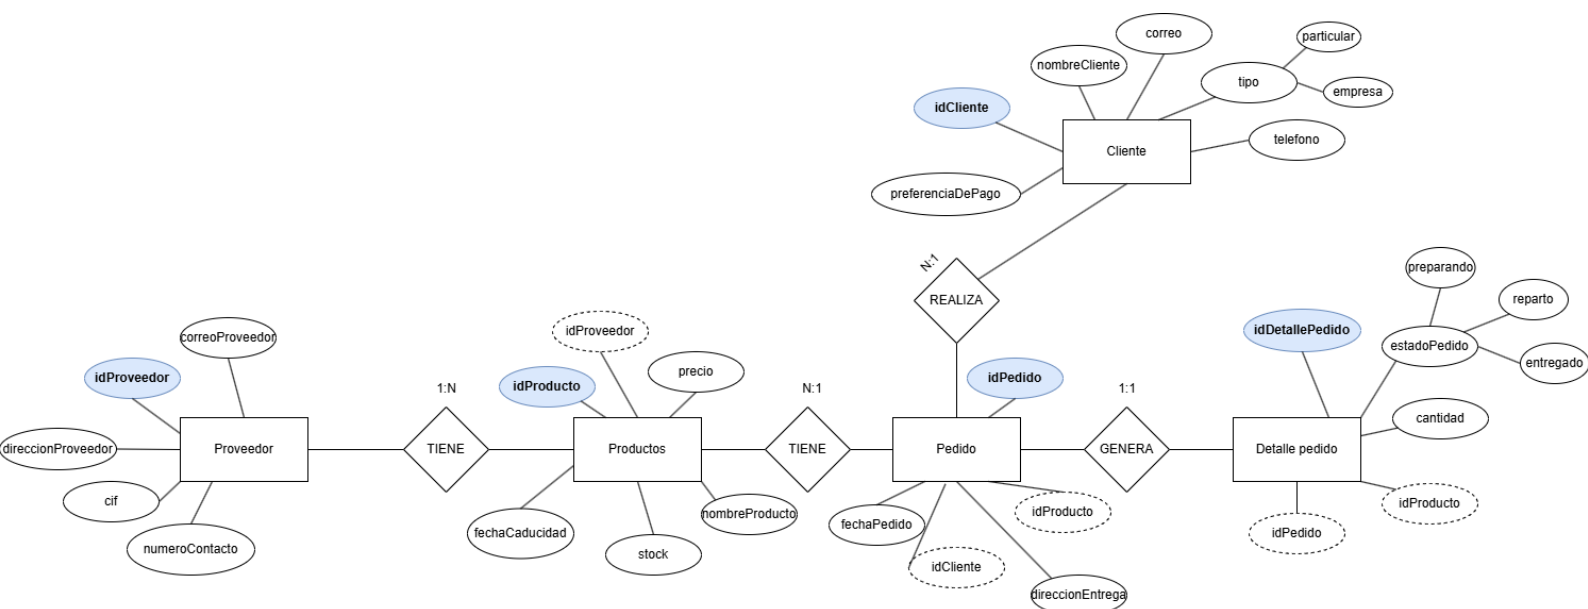 correo
particular
nombreCliente
tipo
empresa
idCliente
telefono
Cliente
preferenciaDePago
N:1
REALIZA
preparando
reparto
idDetallePedido
estadoPedido
entregado
idProveedor
correoProveedor
precio
idProveedor
idProducto
idPedido
1:N
N:1
1:1
cantidad
direccionProveedor
Proveedor
TIENE
Productos
TIENE
Pedido
GENERA
Detalle pedido
cif
numeroContacto
fechaCaducidad
stock
nombreProducto
fechaPedido
idCliente
idProducto
direccionEntrega
idPedido
idProducto